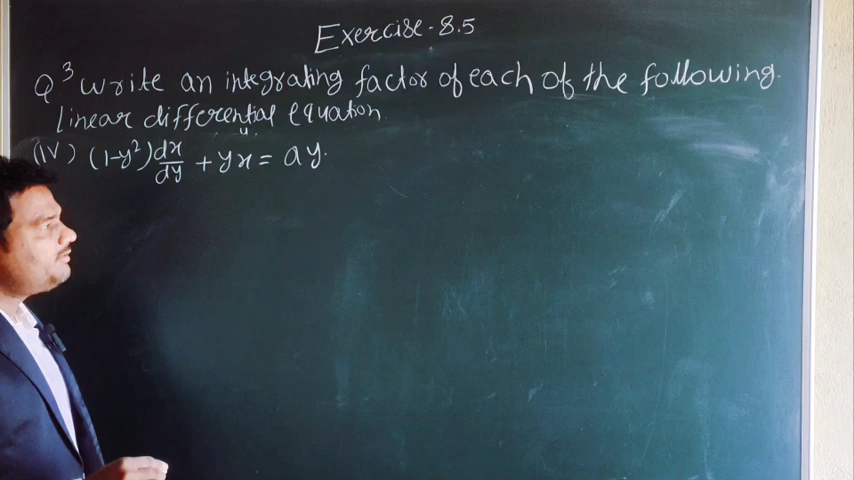 Exercise-8.5
Q3 Write an integrating factor of each of the following.
linear differential equation.
(IV) (1-y²)dx/dy + yx = ay.